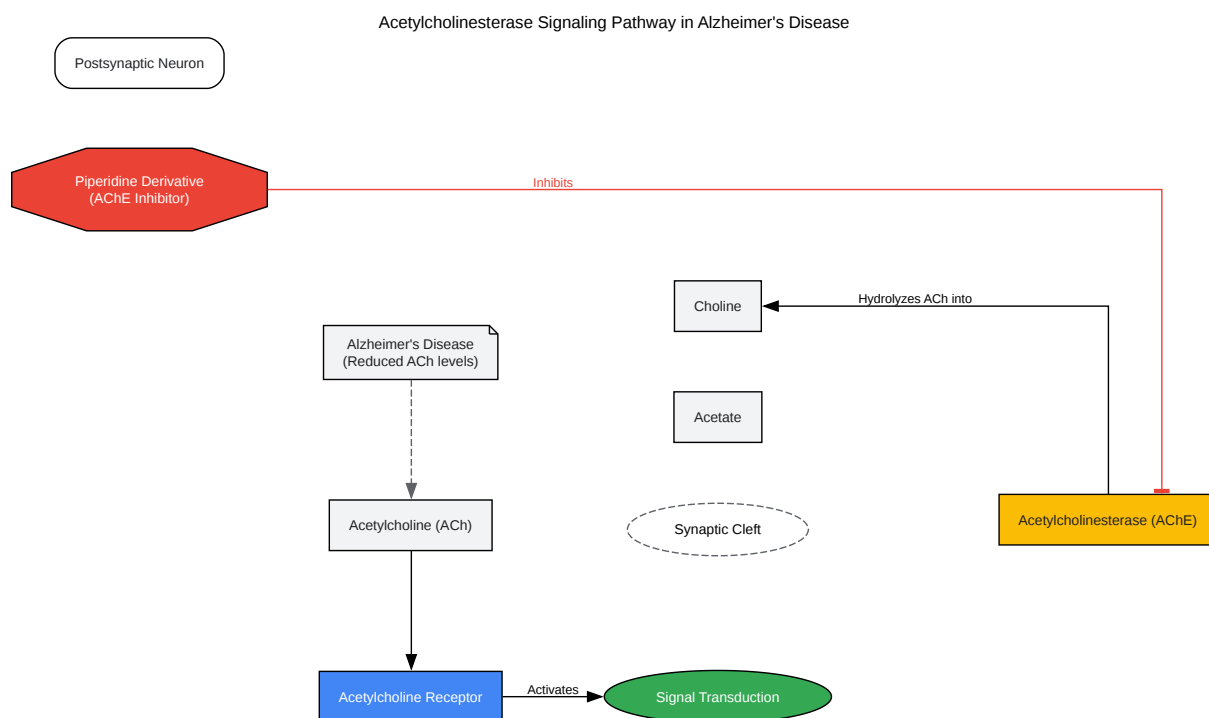 Acetylcholinesterase Signaling Pathway in Alzheimer's Disease
Postsynaptic Neuron
Piperidine Derivative
(AChE Inhibitor)
Inhibits
Choline
Hydrolyzes ACh into
Alzheimer's Disease
(Reduced ACh levels)
Acetate
Acetylcholine (ACh)
Synaptic Cleft
Acetylcholinesterase (AChE)
Acetylcholine Receptor
Activates
Signal Transduction